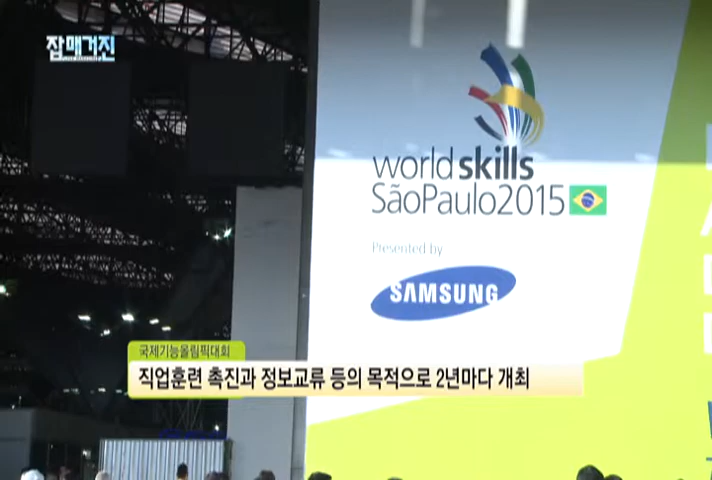 잡매거진
worldskills
SãoPaulo2015
Presented by
SAMSUNG
국제기능올림픽대회
직업훈련 촉진과 정보교류 등의 목적으로 2년마다 개최